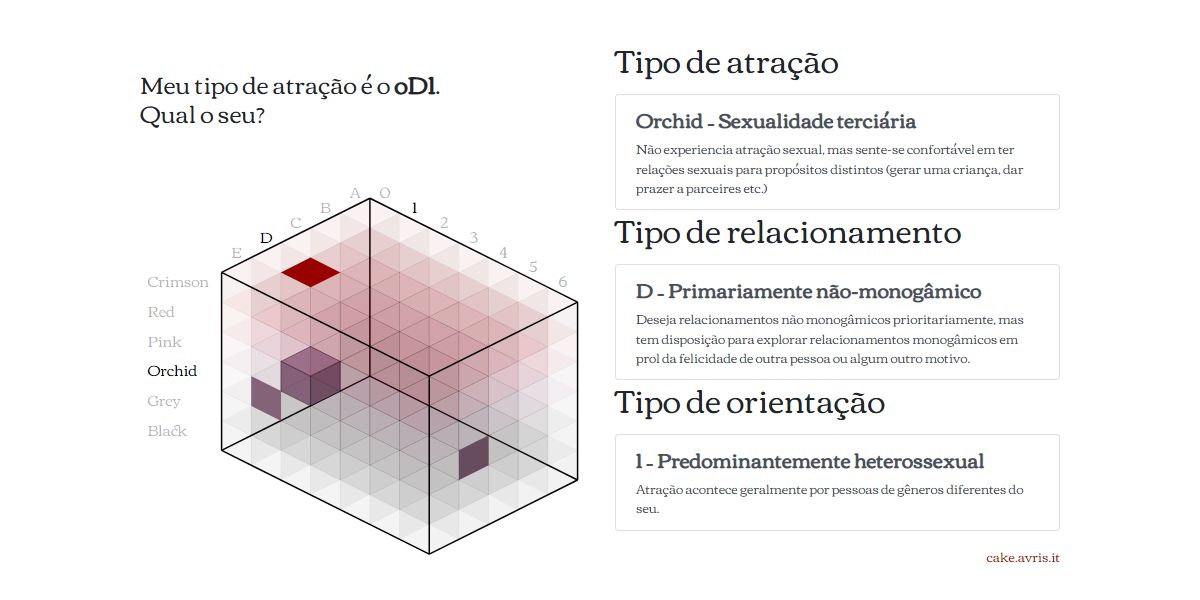 Meu tipo de atração é o oD1.
Qual o seu?
A O
B 1
C 2
D 3
E 4
5
6
Crimson
Red
Pink
Orchid
Grey
Black
Tipo de atração
Orchid - Sexualidade terciária
Não experiencia atração sexual, mas sente-se confortável em ter
relações sexuais para propósitos distintos (gerar uma criança, dar
prazer a parceires etc.)
Tipo de relacionamento
D - Primariamente não-monogâmico
Deseja relacionamentos não monogâmicos prioritariamente, mas
tem disposição para explorar relacionamentos monogâmicos em
prol da felicidade de outra pessoa ou algum outro motivo.
Tipo de orientação
1 - Predominantemente heterossexual
Atração acontece geralmente por pessoas de gêneros diferentes do
seu.
cake.avris.it